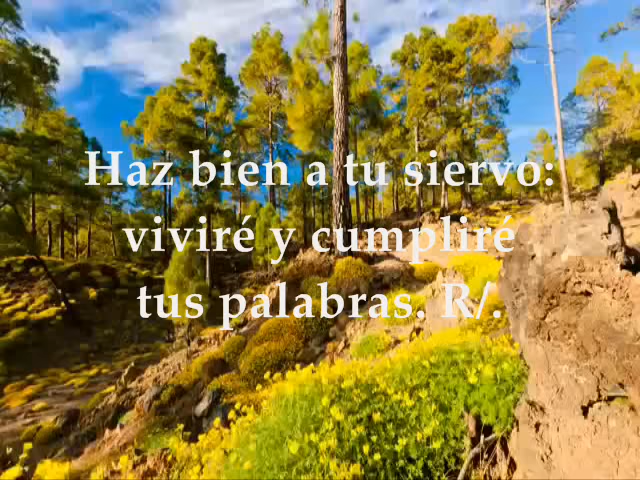 Haz bien a tu siervo:
viviré y cumpliré
tus palabras. R/.